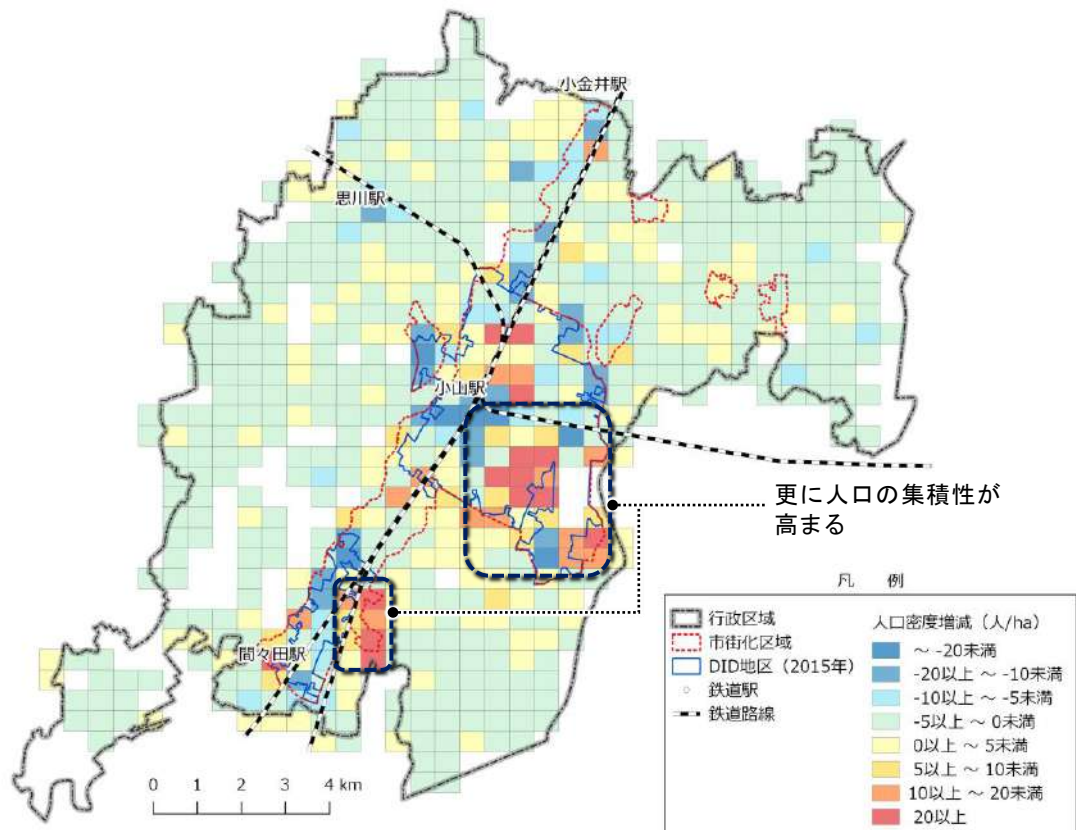 小金井駅
思川駅
小山駅
更に人口の集積性が
高まる
間々田駅
0 1 2 3 4 km
凡 例
行政区域
市街化区域
DID地区（2015年）
鉄道駅
鉄道路線
人口密度増減（人/ha）
～ -20未満
-20以上 ～ -10未満
-10以上 ～ -5未満
-5以上 ～ 0未満
0以上 ～ 5未満
5以上 ～ 10未満
10以上 ～ 20未満
20以上